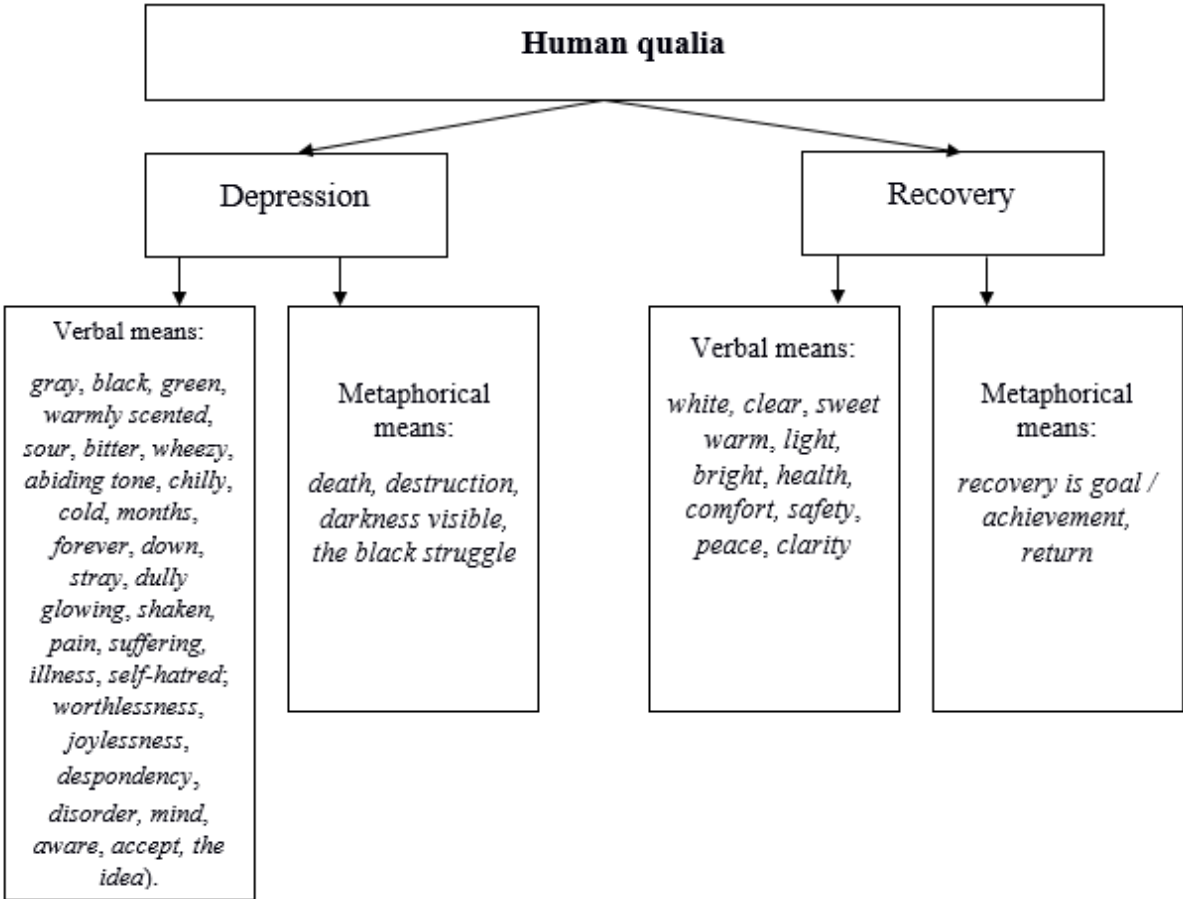 Human qualia
Depression
Recovery
Verbal means:
gray, black, green,
warmly scented,
sour, bitter, wheezy,
abiding tone, chilly,
cold, months,
forever, down,
stray, dully
glowing, shaken,
pain, suffering,
illness, self-hatred;
worthlessness,
joylessness,
despondency,
disorder, mind,
aware, accept, the
idea).
Metaphorical
means:
death, destruction,
darkness visible,
the black struggle
Verbal means:
white, clear, sweet
warm, light,
bright, health,
comfort, safety,
peace, clarity
Metaphorical
means:
recovery is goal /
achievement,
return